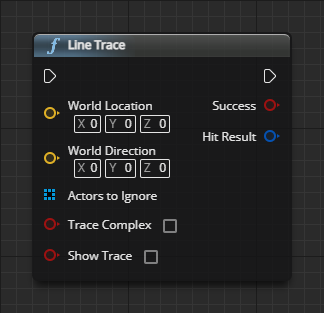 Line Trace
World Location Success
X 0 Y 0 Z 0
Hit Result
World Direction
X 0 Y 0 Z 0
Actors to Ignore
Trace Complex
Show Trace